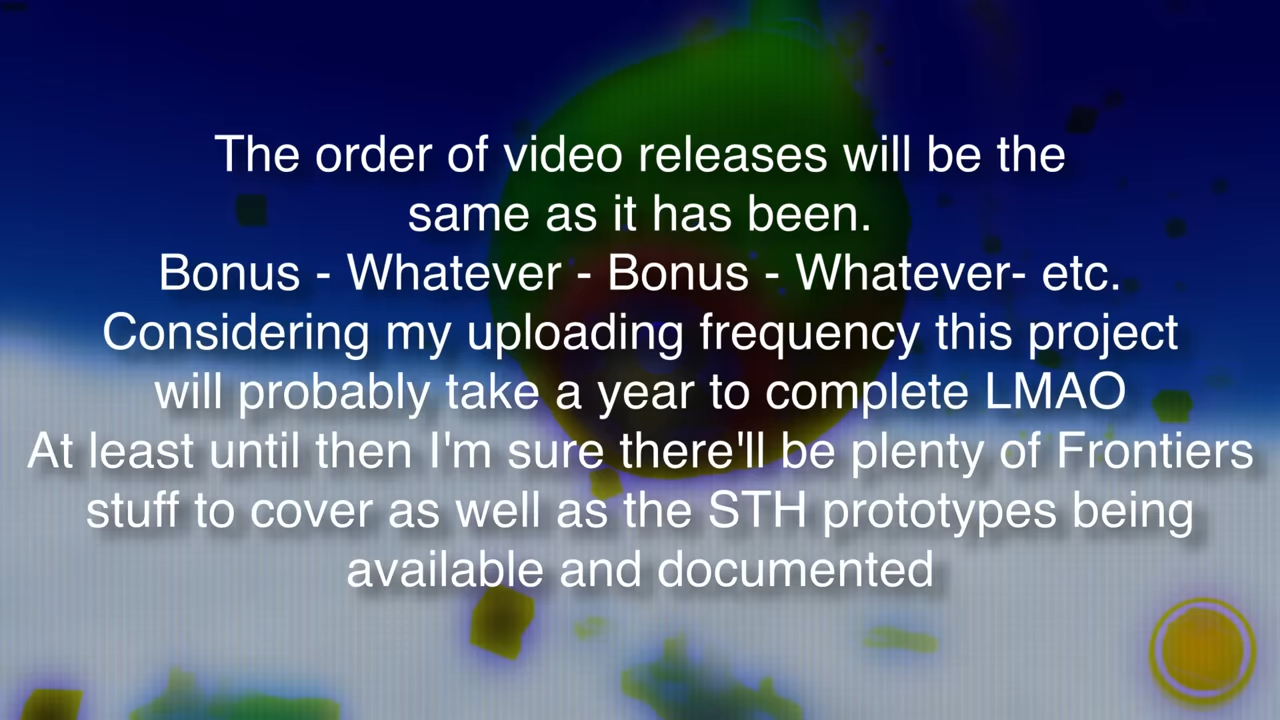 The order of video releases will be the
same as it has been.
Bonus - Whatever - Bonus - Whatever- etc.
Considering my uploading frequency this project
will probably take a year to complete LMAO
At least until then I'm sure there'll be plenty of Frontiers
stuff to cover as well as the STH prototypes being
available and documented